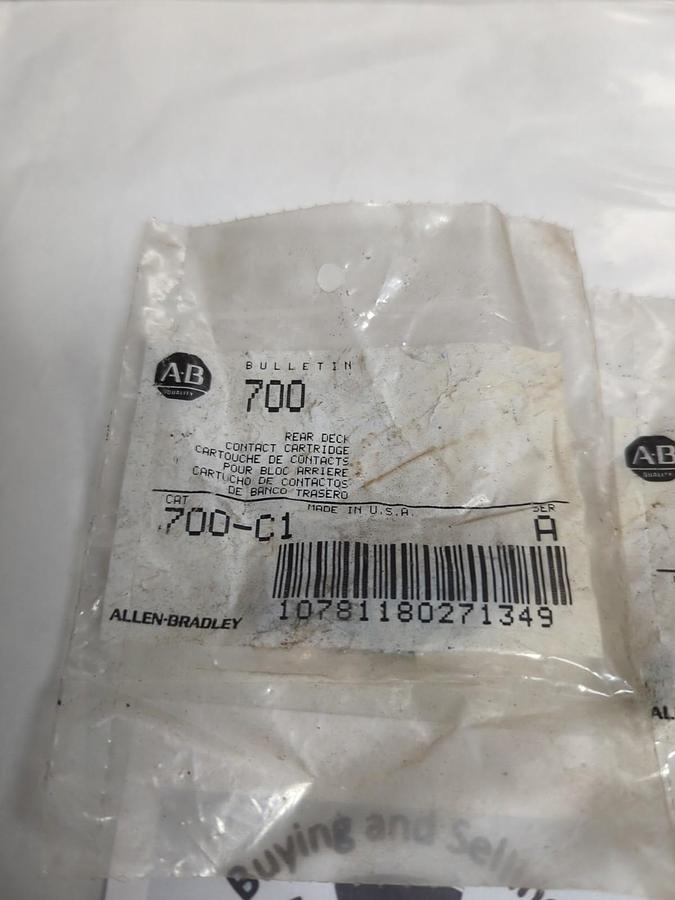 A·B
QUALITY
BULLETIN
700
REAR DECK
CONTACT CARTRIDGE
CARTOUCHE DE CONTACTS
POUR BLOC ARRIERE
CARTUCHO DE CONTACTOS
DE BANCO TRASERO
CAT
MADE IN U.S.A.
SER
700-C1
A
10781180271349
ALLEN-BRADLEY
A·B
QUALITY
AL
Buying and